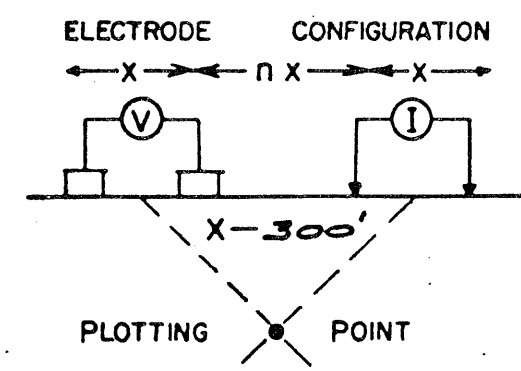 ELECTRODE CONFIGURATION
X n X X
V I
X-300'
PLOTTING POINT